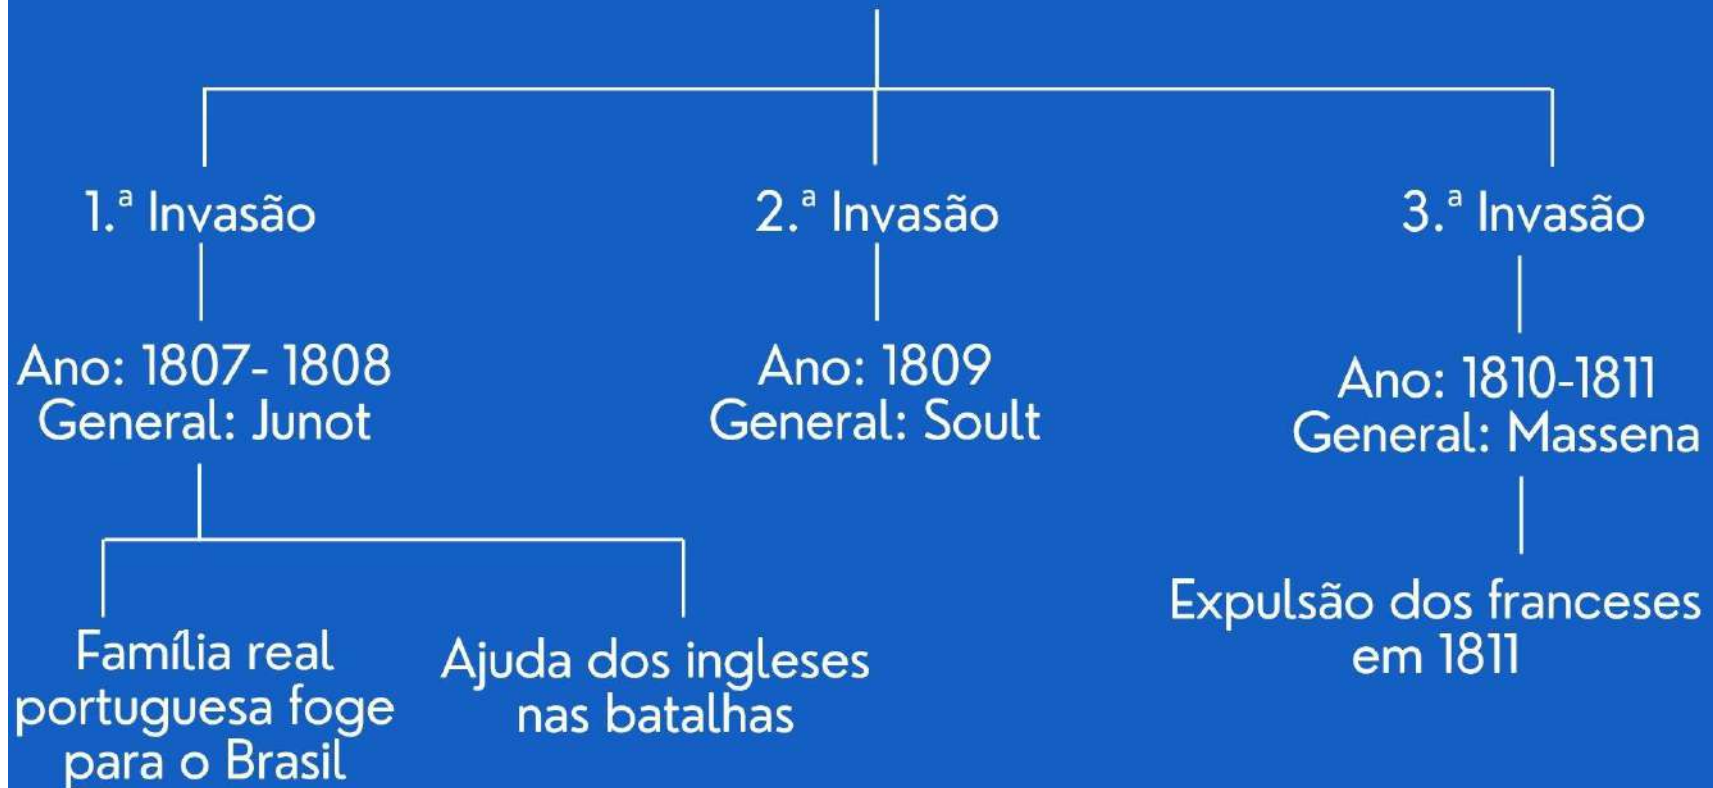 1.ª Invasão
2.ª Invasão
3.ª Invasão
Ano: 1807- 1808
General: Junot
Ano: 1809
General: Soult
Ano: 1810-1811
General: Massena
Família real
portuguesa foge
para o Brasil
Ajuda dos ingleses
nas batalhas
Expulsão dos franceses
em 1811